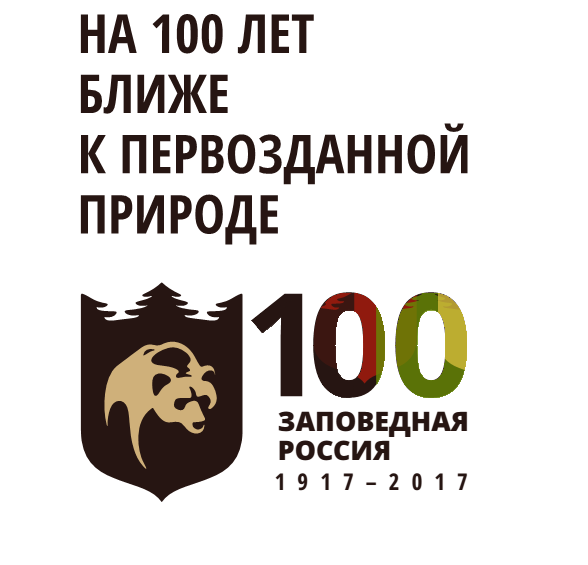 НА 100 ЛЕТ
БЛИЖЕ
К ПЕРВОЗДАННОЙ
ПРИРОДЕ
100
ЗАПОВЕДНАЯ
РОССИЯ
1917–2017